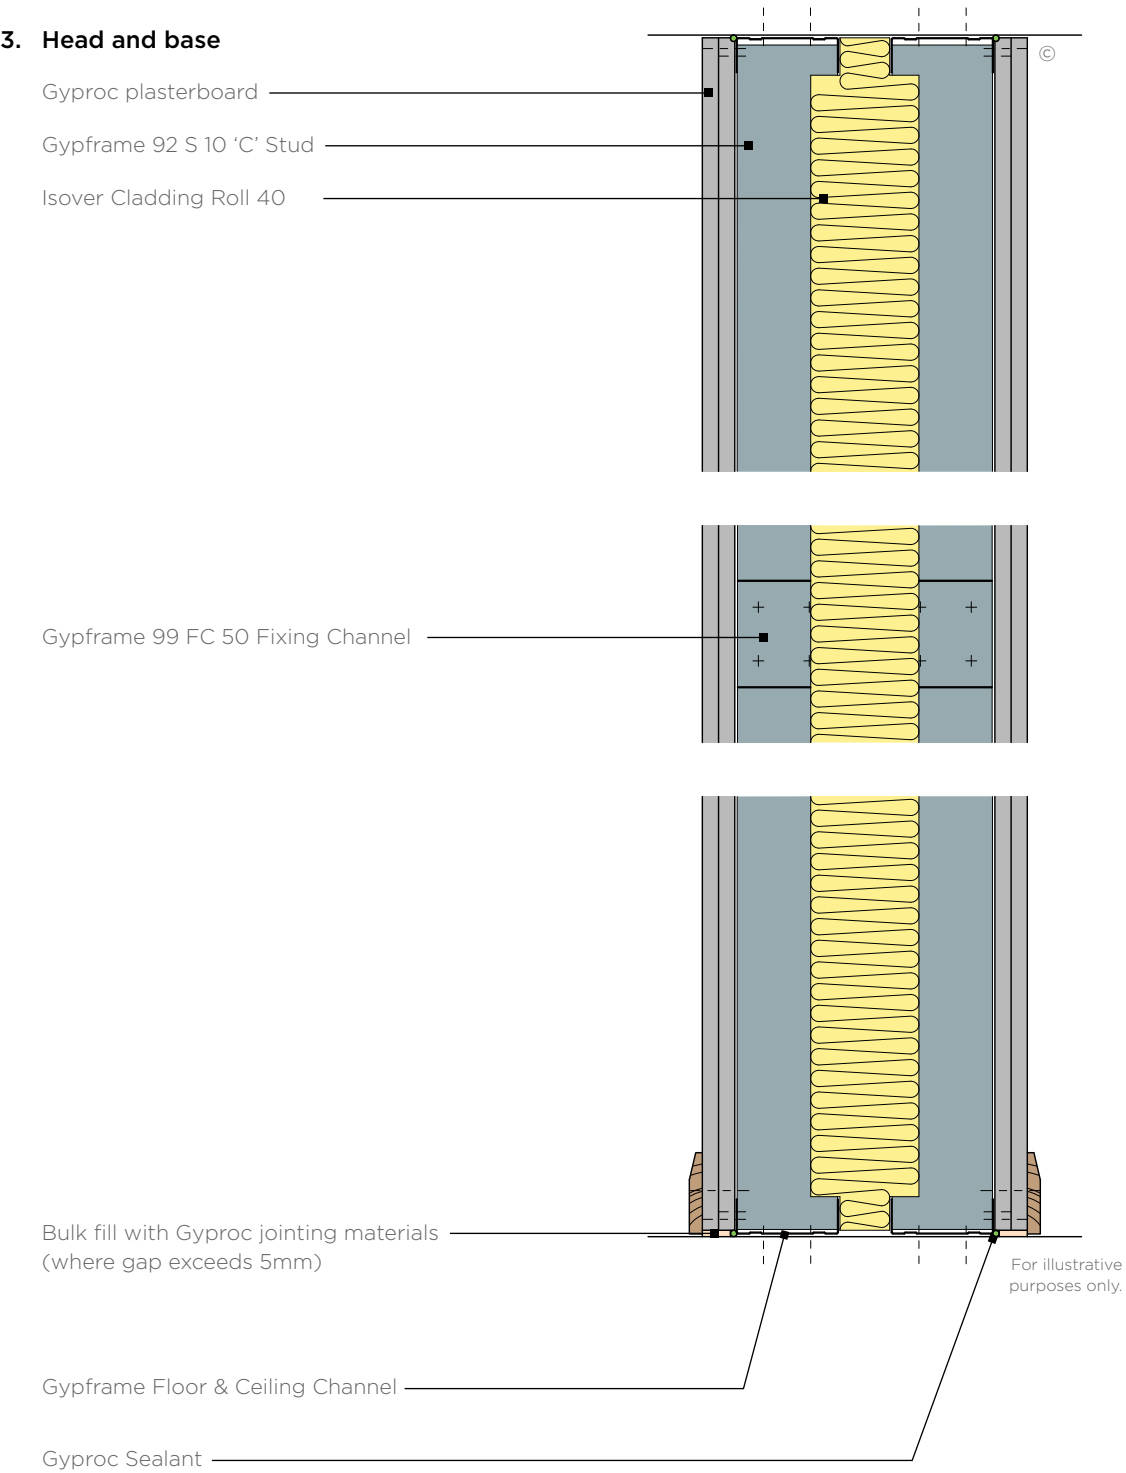 3. Head and base
©
Gyproc plasterboard
Gypframe 92 S 10 ‘C’ Stud
Isover Cladding Roll 40
Gypframe 99 FC 50 Fixing Channel
Bulk fill with Gyproc jointing materials
(where gap exceeds 5mm)
For illustrative
purposes only.
Gypframe Floor & Ceiling Channel
Gyproc Sealant